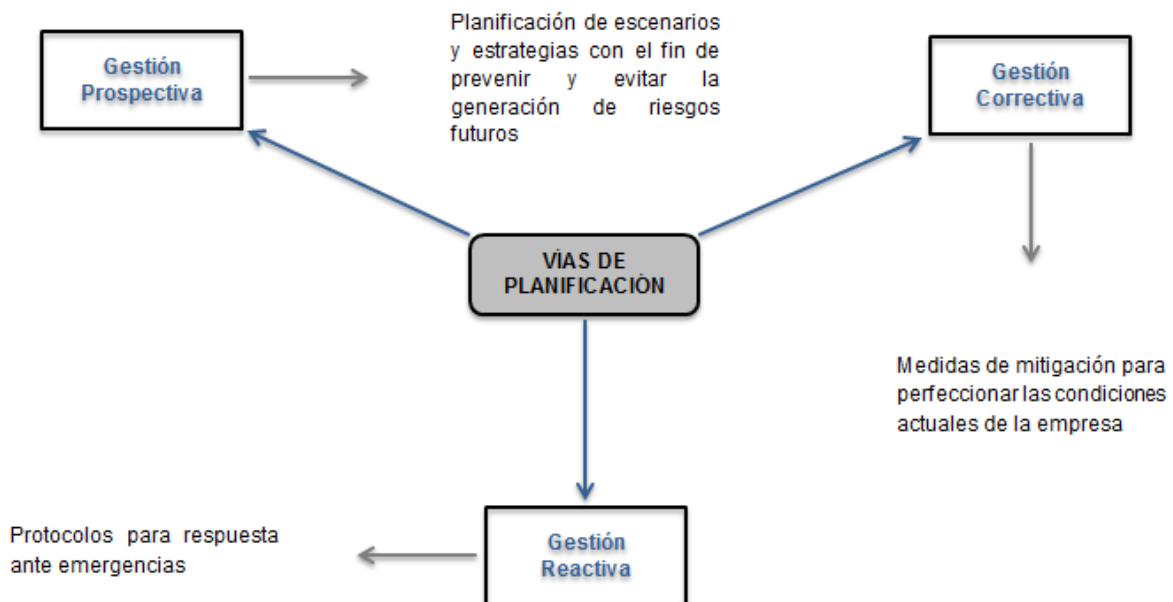 Gestión
Prospectiva
Planificación de escenarios
y estrategias con el fin de
prevenir y evitar la
generación de riesgos
futuros
Gestión
Correctiva
VÍAS DE
PLANIFICACIÓN
Medidas de mitigación para
perfeccionar las condiciones
actuales de la empresa
Protocolos para respuesta
ante emergencias
Gestión
Reactiva